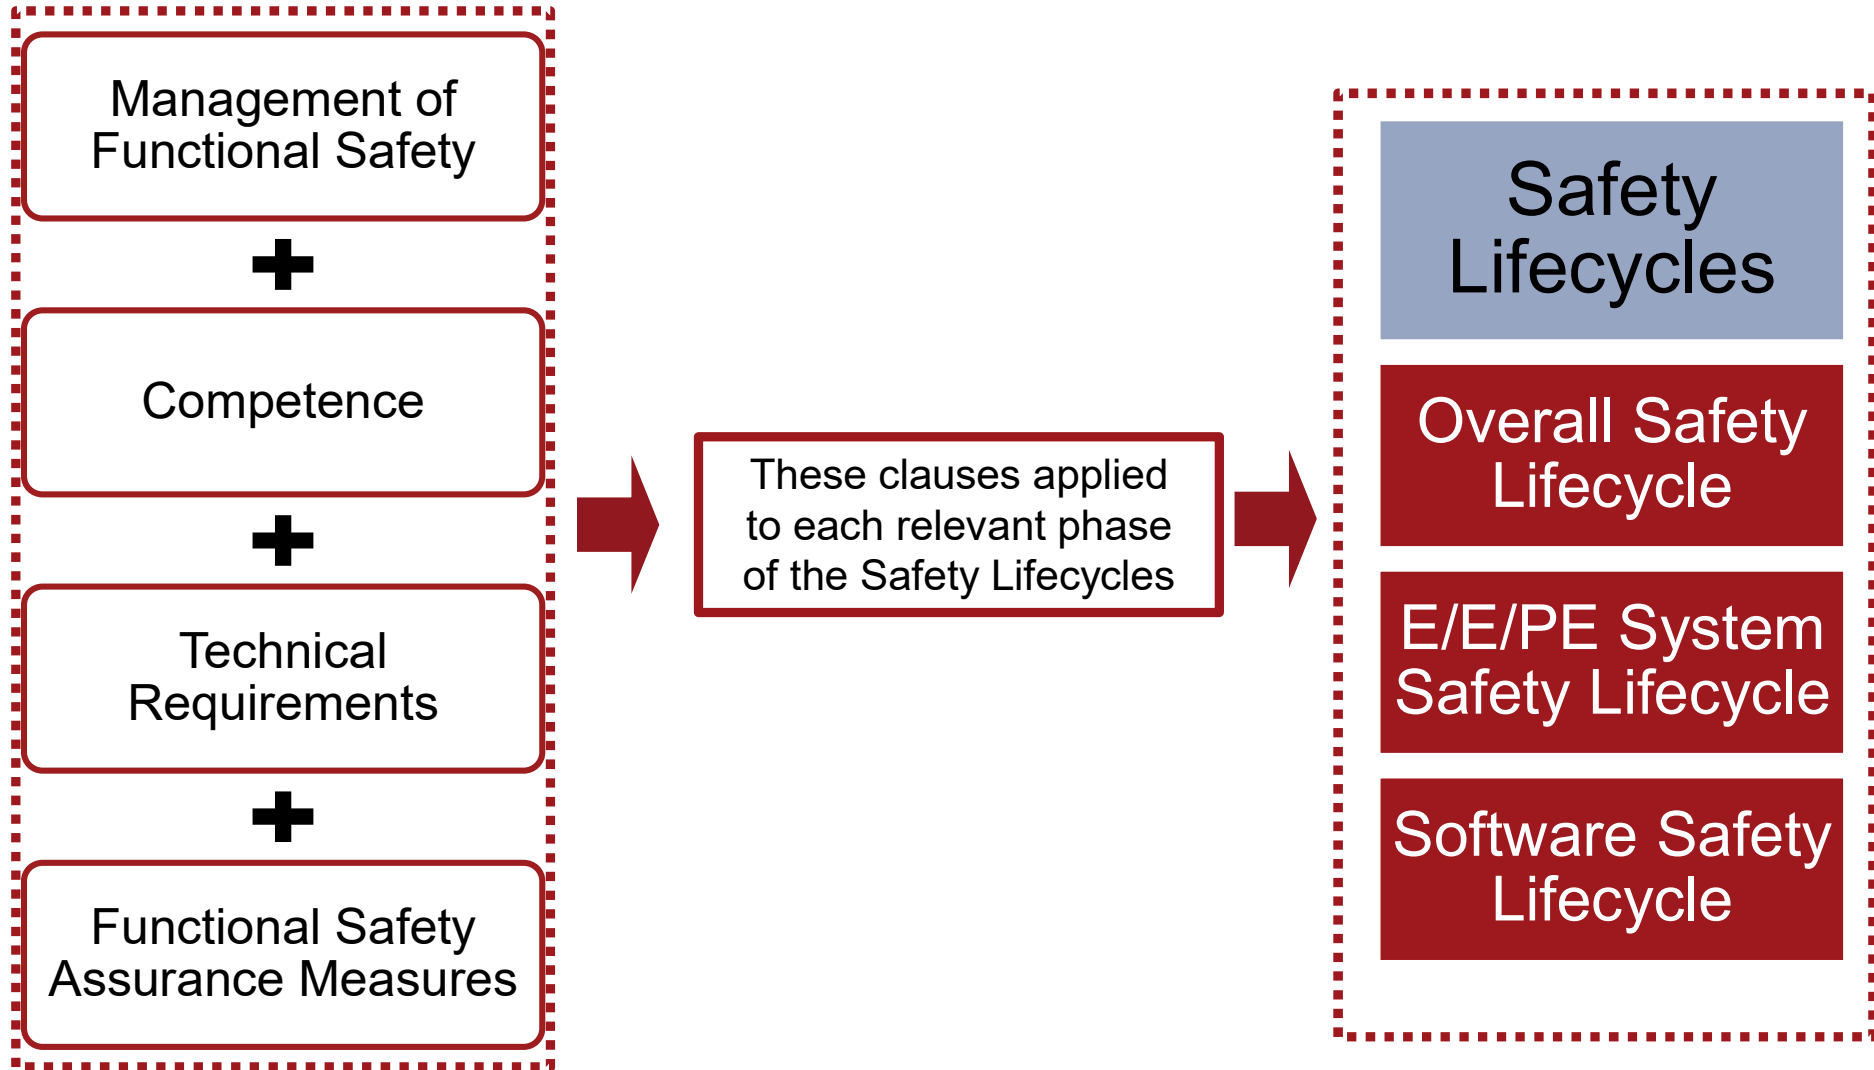 Management of
Functional Safety
Competence
Technical
Requirements
Functional Safety
Assurance Measures
These clauses applied
to each relevant phase
of the Safety Lifecycles
Safety
Lifecycles
Overall Safety
Lifecycle
E/E/PE System
Safety Lifecycle
Software Safety
Lifecycle